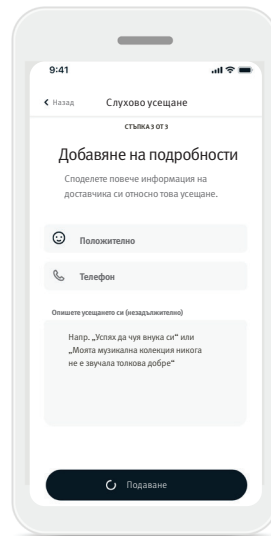 9:41
Назад Слухово усещане
СТЪПКА 3 ОТ 3
Добавяне на подробности
Споделете повече информация на
доставчика си относно това усещане.
Положително
Телефон
Опишете усещането си (незадължително)
Напр. „Успях да чуя внука си“ или
„Моята музикална колекция никога
не е звучала толкова добре“
Подаване